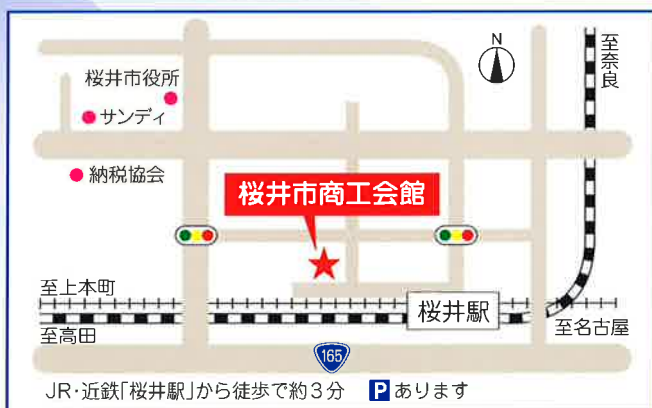 N
至奈良
桜井市役所
サンディ
納税協会
桜井市商工会館
至上本町
桜井駅
至高田
至名古屋
165
JR・近鉄「桜井駅」から徒歩で約3分 P あります